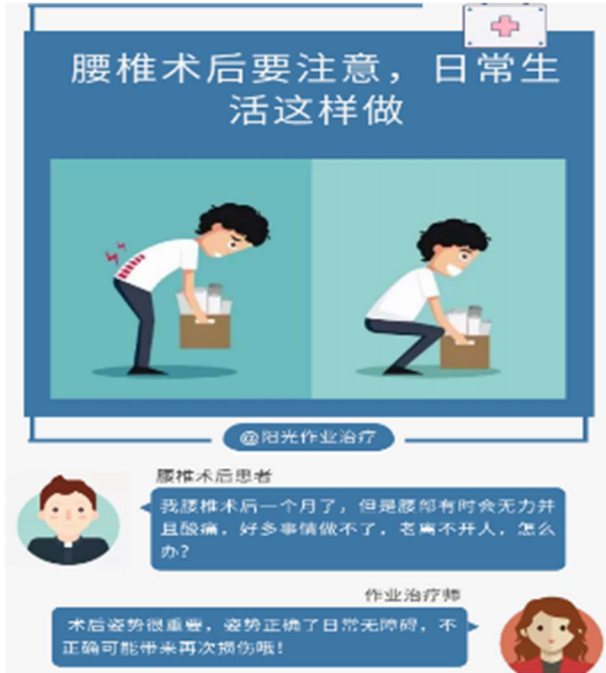 腰椎术后要注意，日常生
活这样做
@阳光作业治疗
腰椎术后患者
我腰椎术后一个月了，但是腰部有时会无力并
且酸痛，好多事情做不了，老离不开人，怎么
办？
作业治疗师
术后姿势很重要，姿势正确了日常无障碍，不
正确可能带来再次损伤哦！